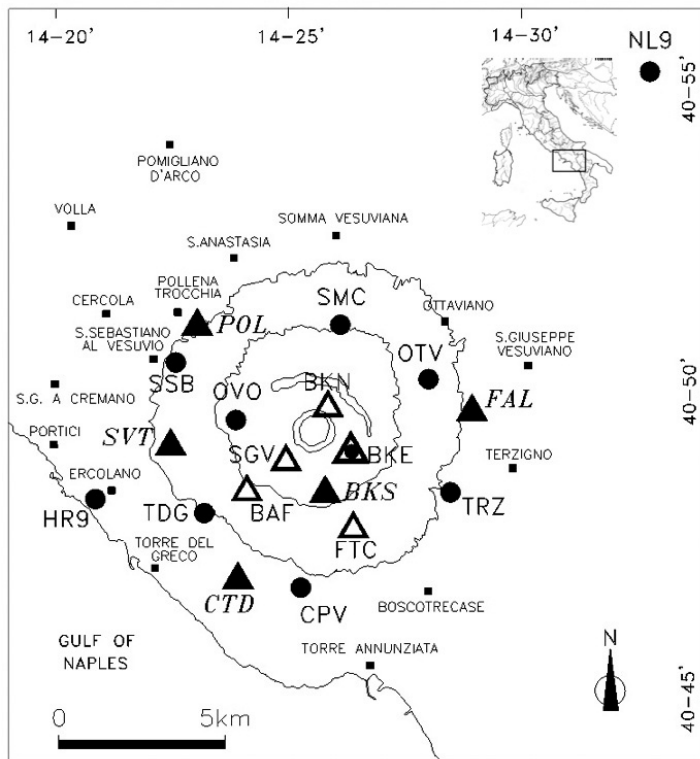 14-20'
14-25'
14-30'
NL9
40-55'
POMIGLIANO
D'ARCO
VOLLA
SOMMA VESUVIANA
S.ANASTASIA
POLLENA
TROCCHIA
CERCOLA
SMC
OTTAVIANO
POL
S.SEBASTIANO
AL VESUVIO
S.GIUSEPPE
VESUVIANO
OTV
SSB
OVO
BKN
40-50'
S.G. A CREMANO
FAL
PORTICI
SVT
SGV
BKE
TERZIGNO
ERCOLANO
BKS
HR9
TDG
BAF
TRZ
TORRE DEL
GRECO
FTC
CTD
CPV
BOSCOTRECASE
GULF OF
NAPLES
TORRE ANNUNZIATA
N
40-45'
0
5km